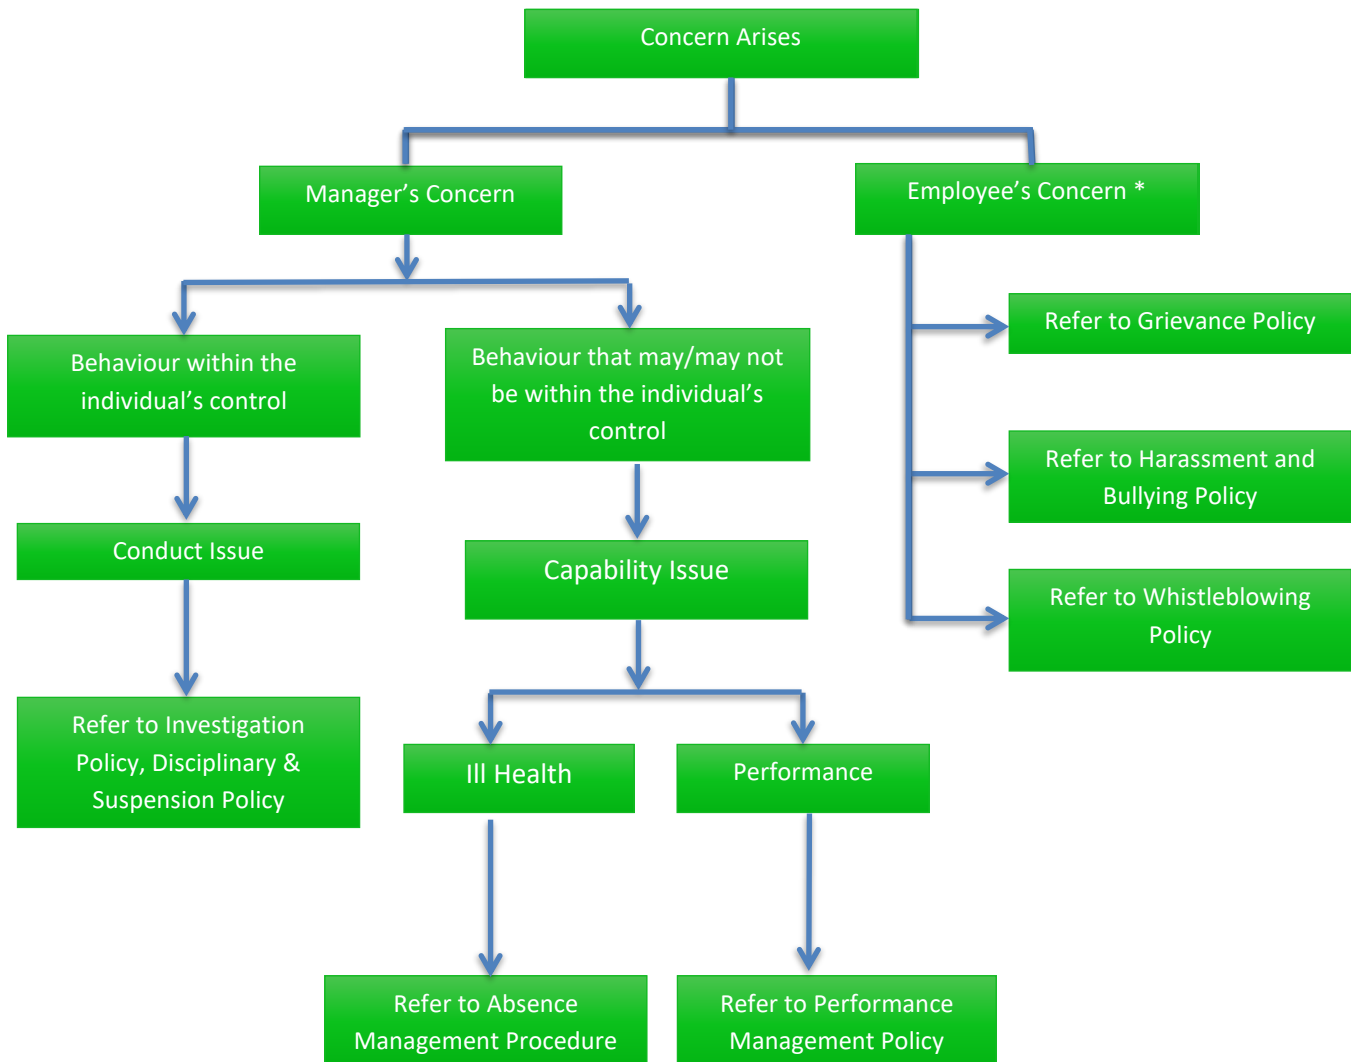 Concern Arises
Manager’s Concern
Employee’s Concern *
Behaviour within the
individual’s control
Behaviour that may/may not
be within the individual’s
control
Refer to Grievance Policy
Refer to Harassment and
Bullying Policy
Conduct Issue
Capability Issue
Refer to Whistleblowing
Policy
Refer to Investigation
Policy, Disciplinary &
Suspension Policy
Ill Health
Performance
Refer to Absence
Management Procedure
Refer to Performance
Management Policy